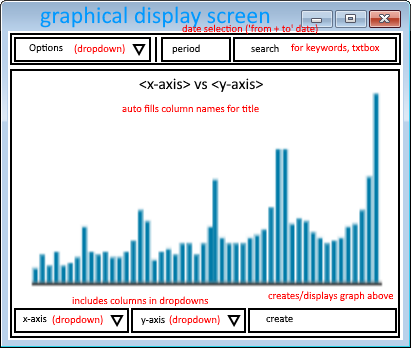 graphical display screen
date selection ('from + to' date)
Options (dropdown) period search for keywords, txtbox
<x-axis> vs <y-axis>
auto fills column names for title
includes columns in dropdowns
creates/displays graph above
x-axis (dropdown) y-axis (dropdown) create